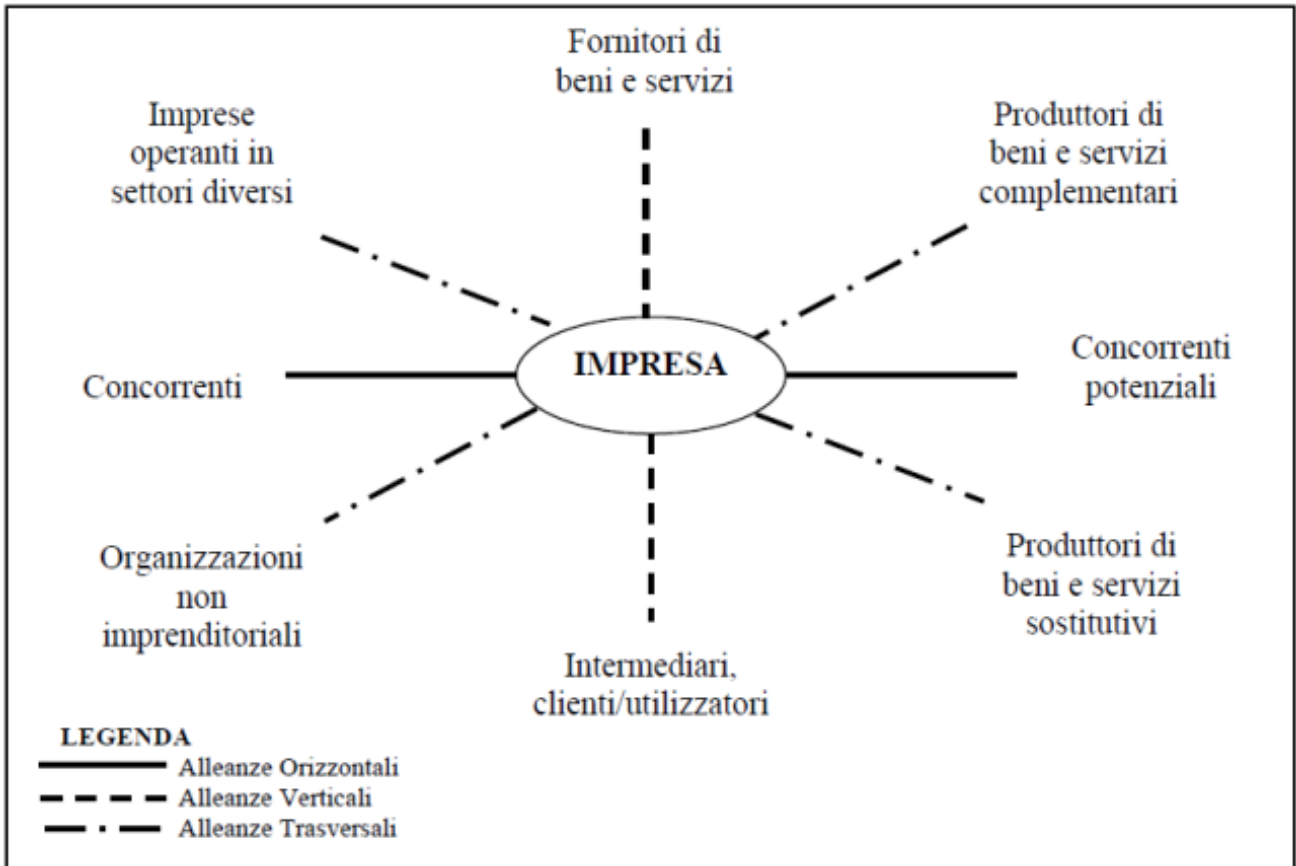 Fornitori di
beni e servizi
Imprese
operanti in
settori diversi
Produttori di
beni e servizi
complementari
IMPRESA
Concorrenti
Concorrenti
potenziali
Organizzazioni
non
imprenditoriali
Produttori di
beni e servizi
sostitutivi
Intermediari,
clienti/utilizzatori
LEGENDA
Alleanze Orizzontali
Alleanze Verticali
Alleanze Trasversali